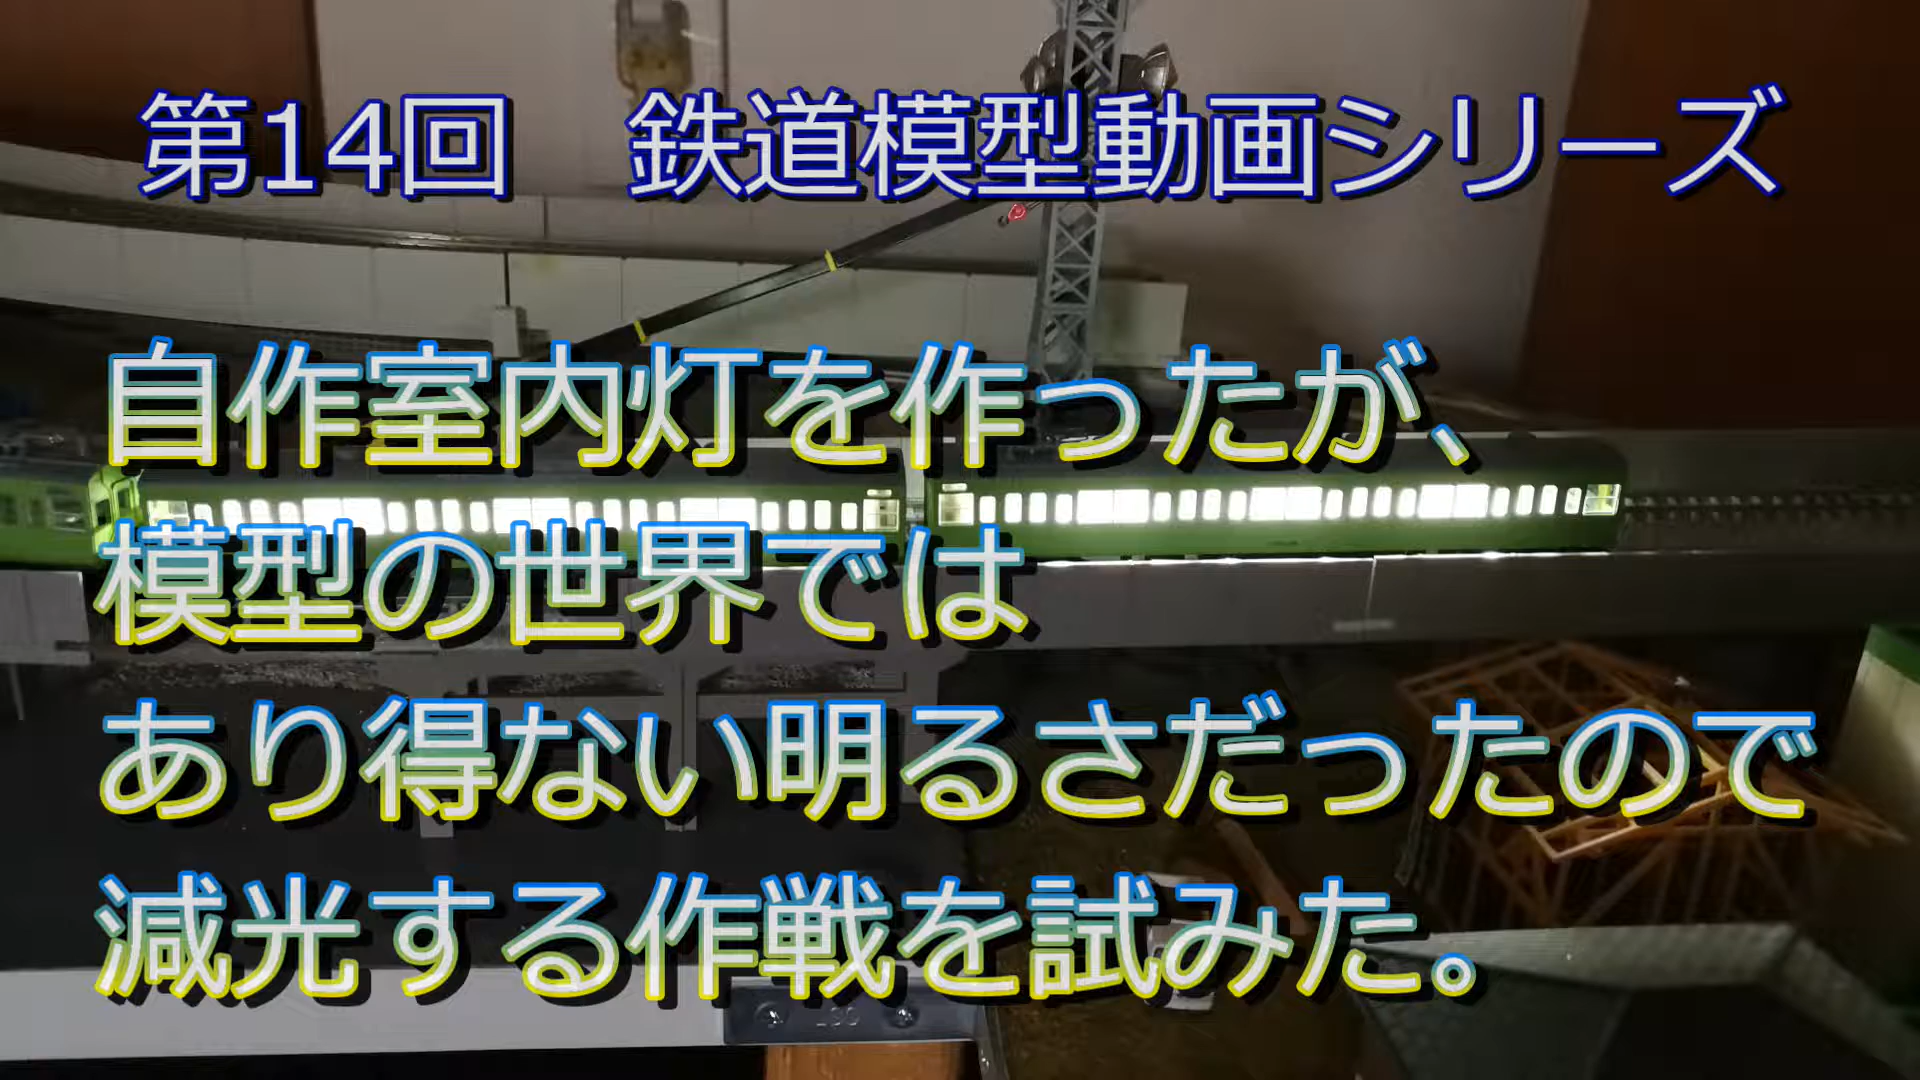 第14回　鉄道模型動画シリーズ
自作室内灯を作ったが、
模型の世界では
あり得ない明るさだったので
減光する作戦を試みた。